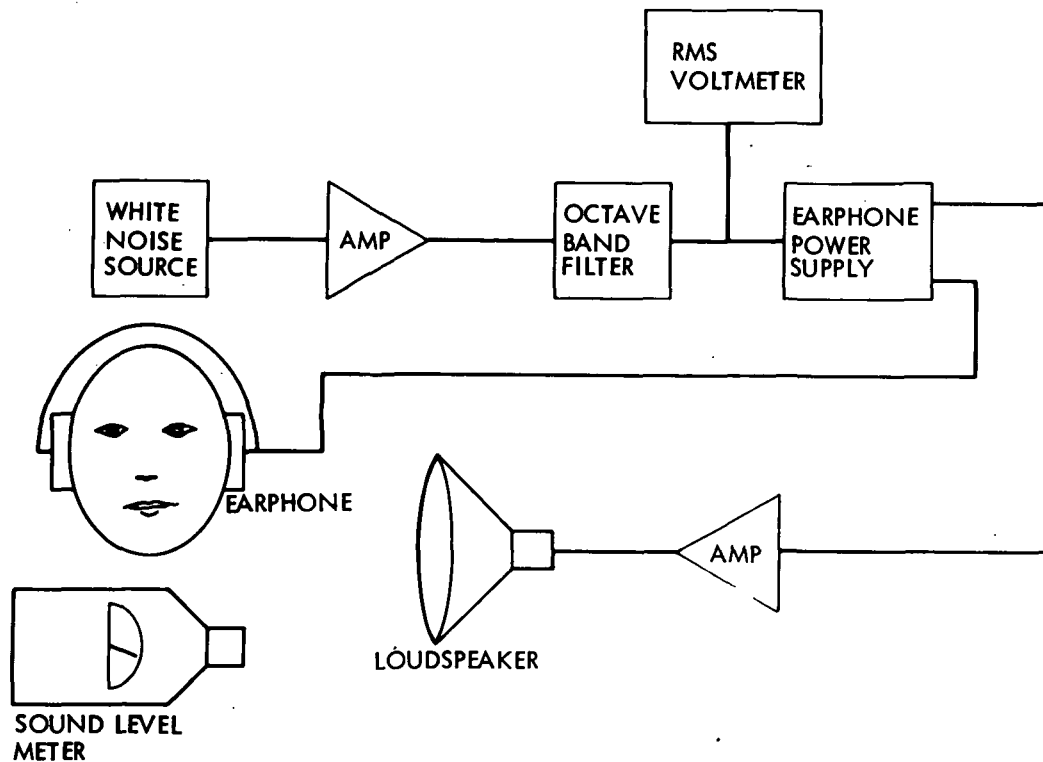 RMS
VOLTMETER
WHITE
NOISE
SOURCE
AMP
OCTAVE
BAND
FILTER
EARPHONE
POWER
SUPPLY
EARPHONE
AMP
LOUDSPEAKER
SOUND LEVEL
METER